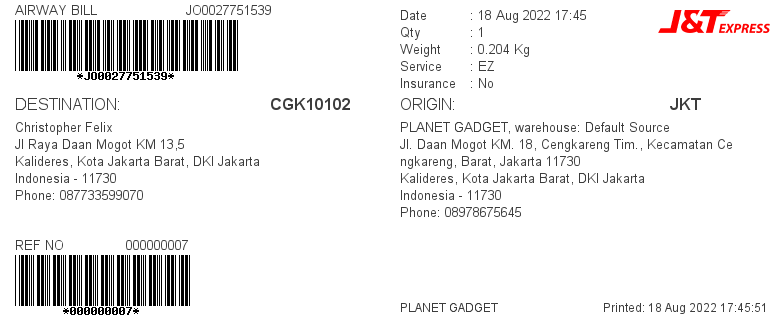 AIRWAY BILL JO0027751539
*JO0027751539*
Date : 18 Aug 2022 17:45
Qty : 1
Weight : 0.204 Kg
Service : EZ
Insurance : No
J&T EXPRESS
DESTINATION: CGK10102
Christopher Felix
Jl Raya Daan Mogot KM 13,5
Kalideres, Kota Jakarta Barat, DKI Jakarta
Indonesia - 11730
Phone: 087733599070
ORIGIN: JKT
PLANET GADGET, warehouse: Default Source
Jl. Daan Mogot KM. 18, Cengkareng Tim., Kecamatan Ce
ngkareng, Barat, Jakarta 11730
Kalideres, Kota Jakarta Barat, DKI Jakarta
Indonesia - 11730
Phone: 08978675645
REF NO 000000007
*000000007*
PLANET GADGET Printed: 18 Aug 2022 17:45:51